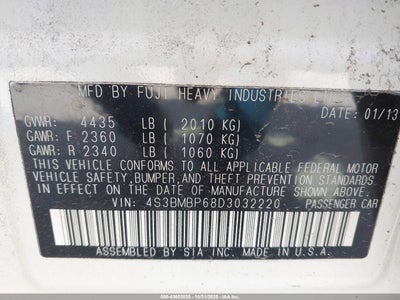 MFD BY FUJI HEAVY INDUSTRIES LTD.
DATE: 01/13
GVWR: 4435 LB ( 2010 KG)
GAWR: F 2360 LB ( 1070 KG)
GAWR: R 2340 LB ( 1060 KG)
THIS VEHICLE CONFORMS TO ALL APPLICABLE FEDERAL MOTOR
VEHICLE SAFETY, BUMPER, AND THEFT PREVENTION STANDARDS
IN EFFECT ON THE DATE OF MANUFACTURE SHOWN ABOVE.
VIN: 4S3BMBP68D3032220 PASSENGER CAR
ASSEMBLED BY SIA INC. MADE IN U.S.A.